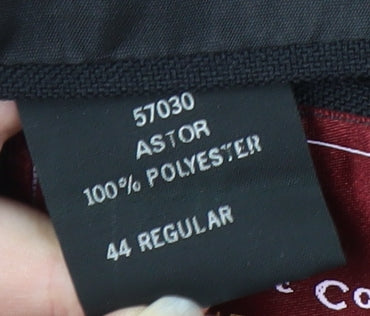 57030
ASTOR
100% POLYESTER
44 REGULAR